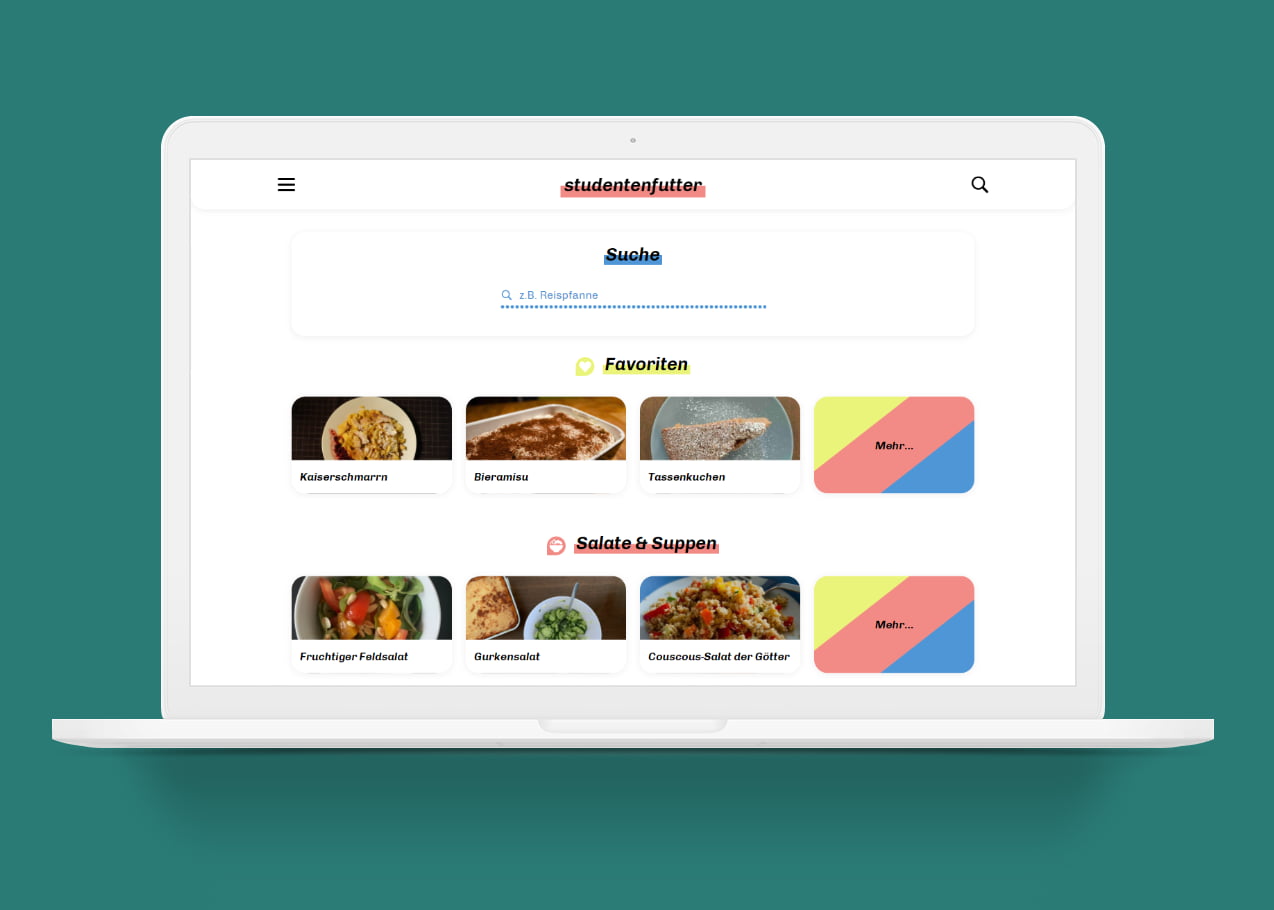 studentenfutter
Suche
z.B. Reispfanne
Favoriten
Kaiserschmarrn
Bieramisu
Tassenkuchen
Mehr...
Salate & Suppen
Fruchtiger Feldsalat
Gurkensalat
Couscous-Salat der Götter
Mehr...